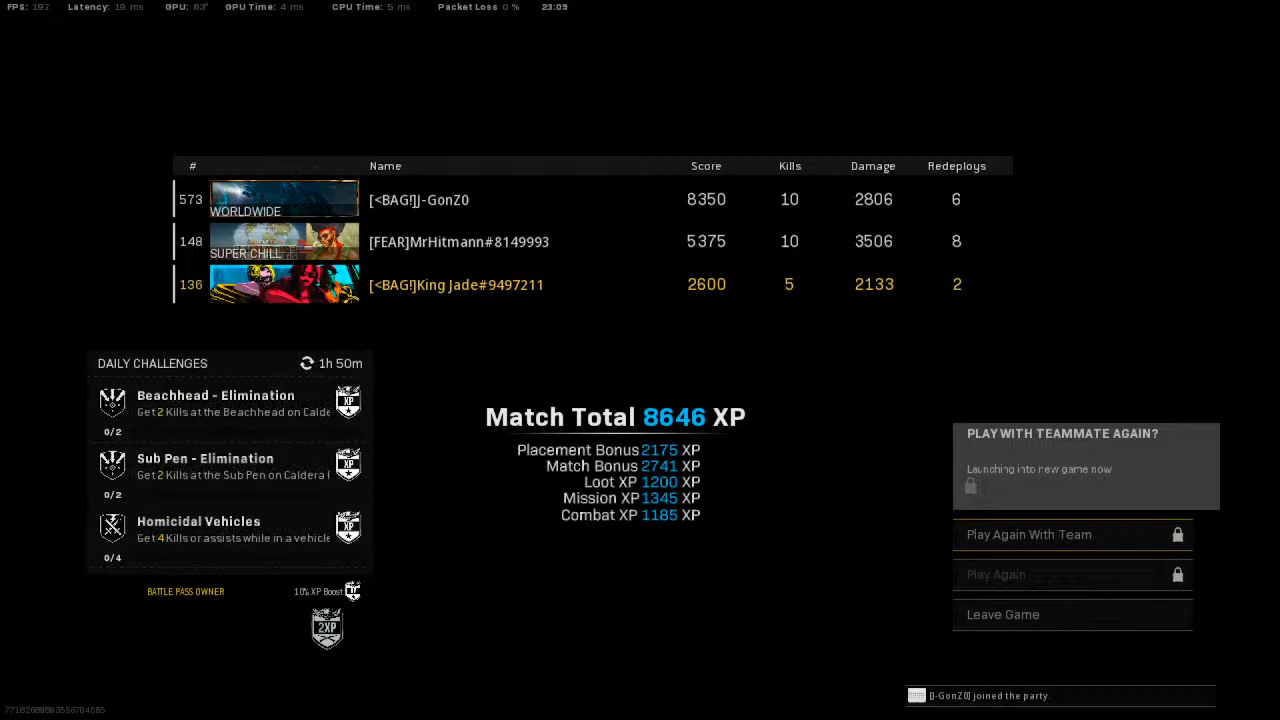 FPS: 197 Latency: 19 ms GPU: 63° GPU Time: 4 ms CPU Time: 5 ms Packet Loss 0 % 23:09
# Name Score Kills Damage Redeploys
573 WORLDWIDE [<BAG!]J-GonZ0 8350 10 2806 6
148 SUPER CHILL [FEAR]MrHitmann#8149993 5375 10 3506 8
136 [<BAG!]King Jade#9497211 2600 5 2133 2
DAILY CHALLENGES 1h 50m
Beachhead - Elimination
Get 2 Kills at the Beachhead on Calde
XP
0/2
Sub Pen - Elimination
Get 2 Kills at the Sub Pen on Caldera
XP
0/2
Homicidal Vehicles
Get 4 Kills or assists while in a vehicle
XP
0/4
BATTLE PASS OWNER 10% XP Boost
2XP
Match Total 8646 XP
Placement Bonus 2175 XP
Match Bonus 2741 XP
Loot XP 1200 XP
Mission XP 1345 XP
Combat XP 1185 XP
PLAY WITH TEAMMATE AGAIN?
Launching into new game now
Play Again With Team
Play Again
Leave Game
[J-GonZ0] joined the party.